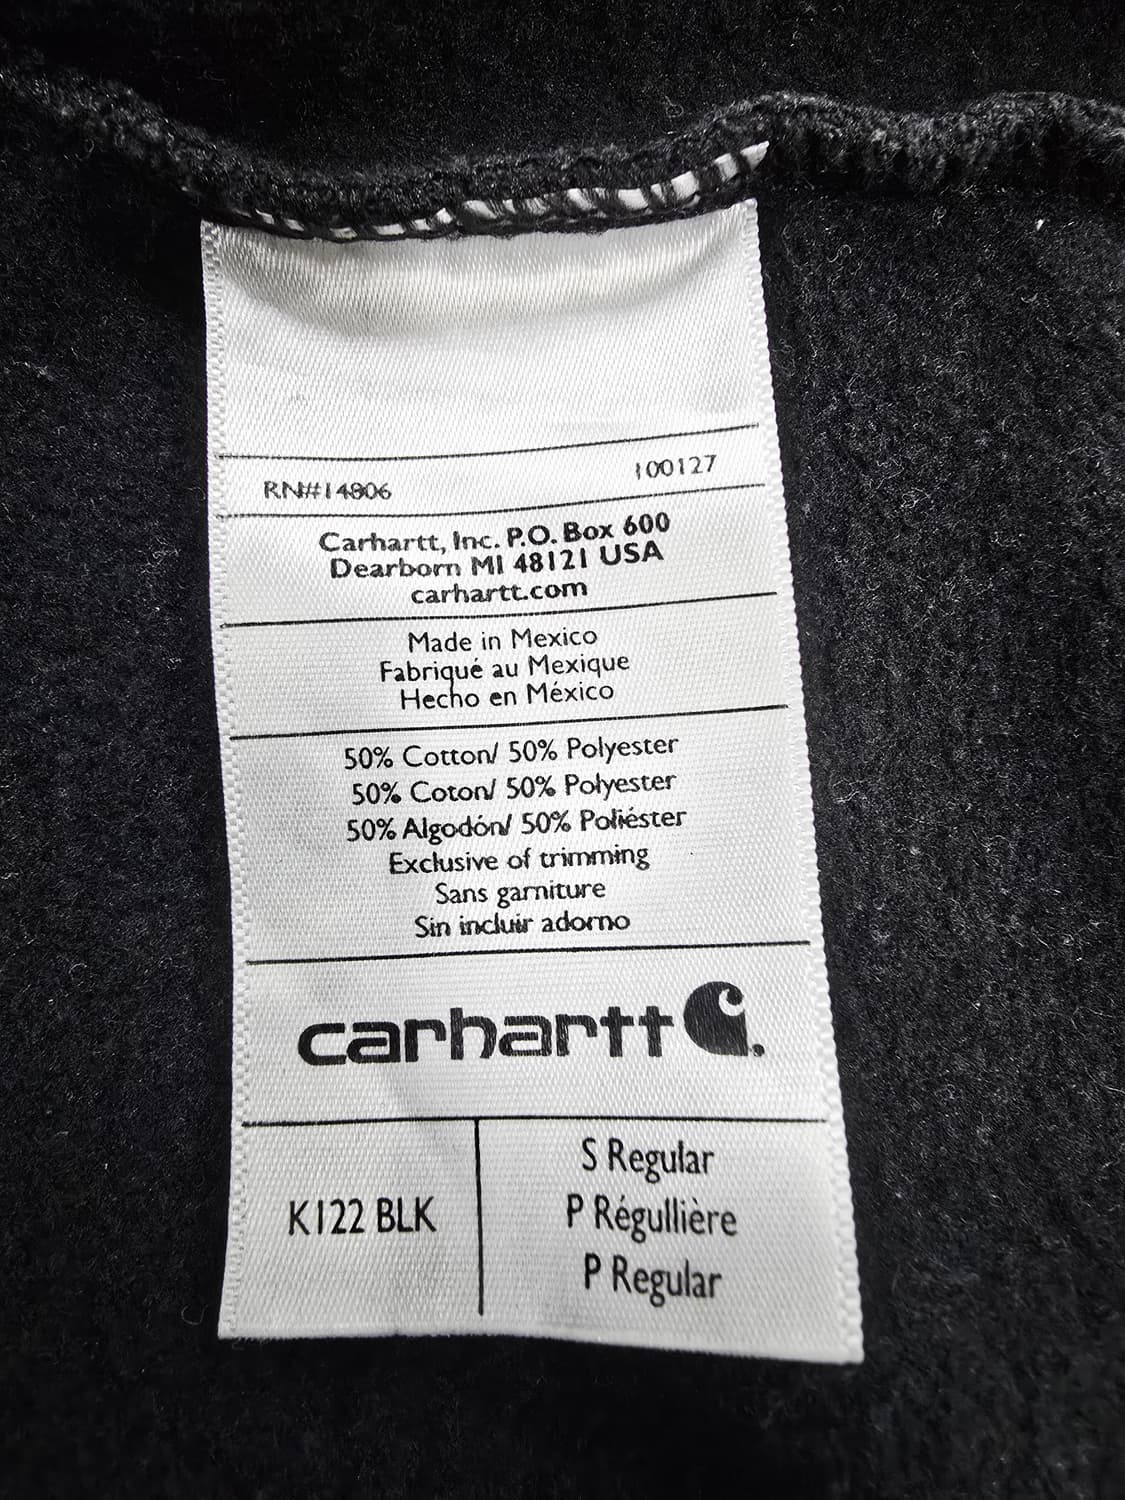 RN#14806 100127
Carhartt, Inc. P.O. Box 600
Dearborn MI 48121 USA
carhartt.com
Made in Mexico
Fabriqué au Mexique
Hecho en México
50% Cotton/ 50% Polyester
50% Coton/ 50% Polyester
50% Algodón/ 50% Poliéster
Exclusive of trimming
Sans garniture
Sin incluir adorno
carhartt
K122 BLK
S Regular
P Régullière
P Regular